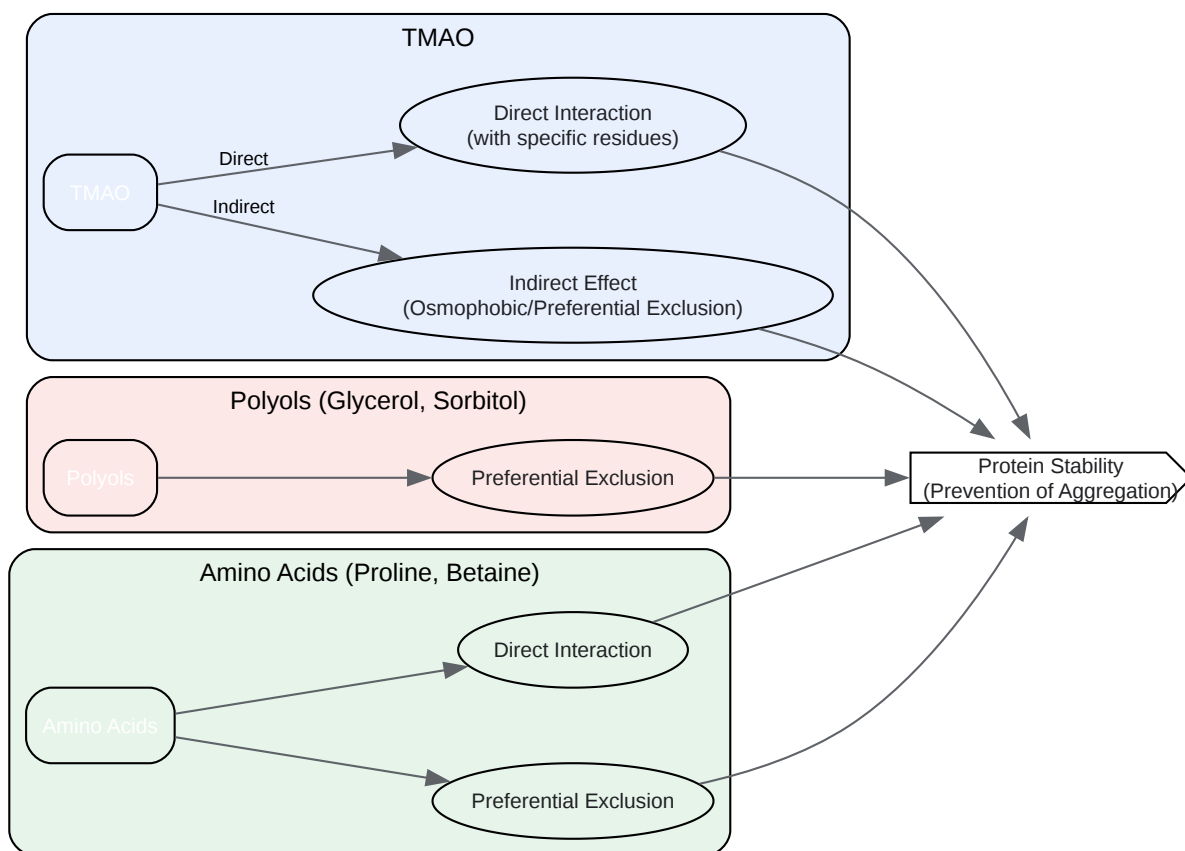 TMAO
Direct Interaction
(with specific residues)
Direct
TMAO
Indirect
Indirect Effect
(Osmophobic/Preferential Exclusion)
Polyols (Glycerol, Sorbitol)
Polyols
Preferential Exclusion
Protein Stability
(Prevention of Aggregation)
Amino Acids (Proline, Betaine)
Direct Interaction
Amino Acids
Preferential Exclusion